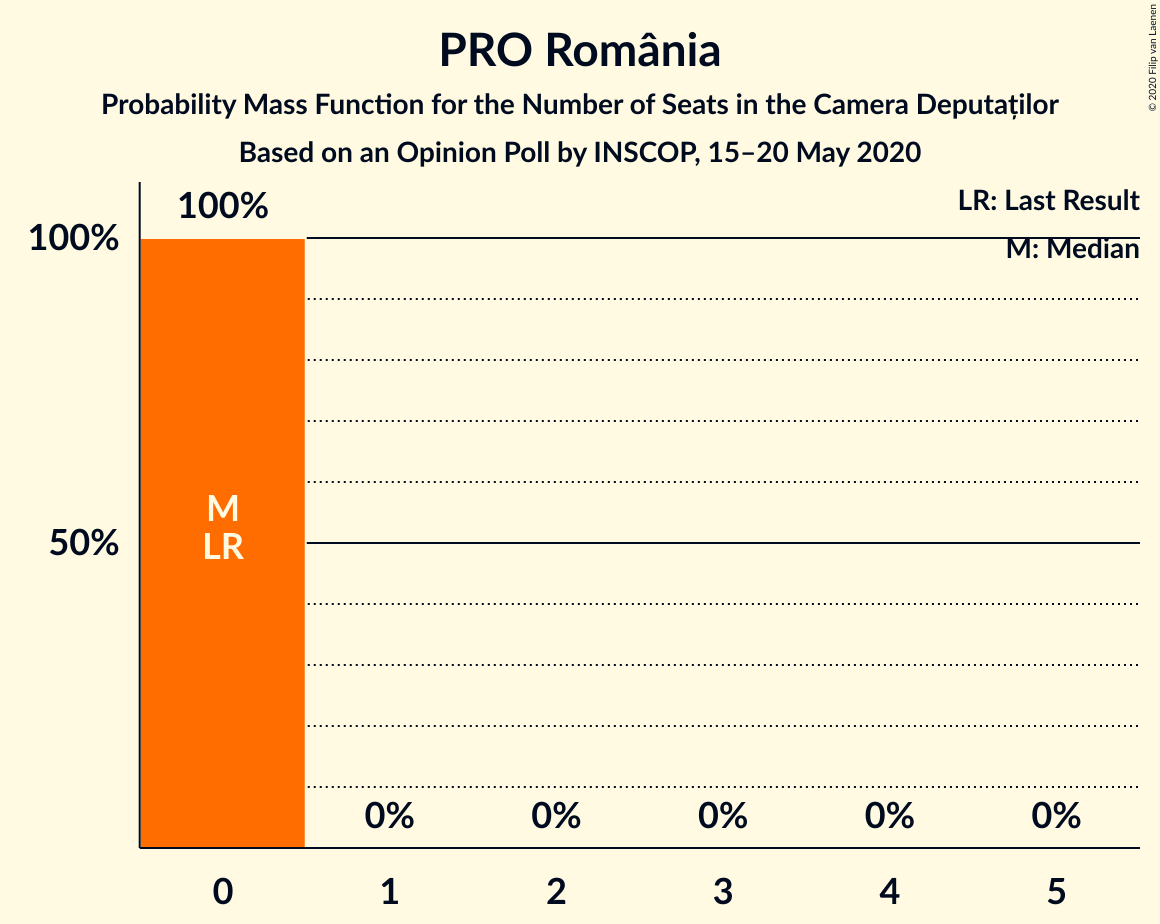 PRO România
Probability Mass Function for the Number of Seats in the Camera Deputaților
Based on an Opinion Poll by INSCOP, 15–20 May 2020
© 2020 Filip van Laenen
LR: Last Result
M: Median
100%
100%
50%
M
LR
0% 0% 0% 0% 0%
0 1 2 3 4 5